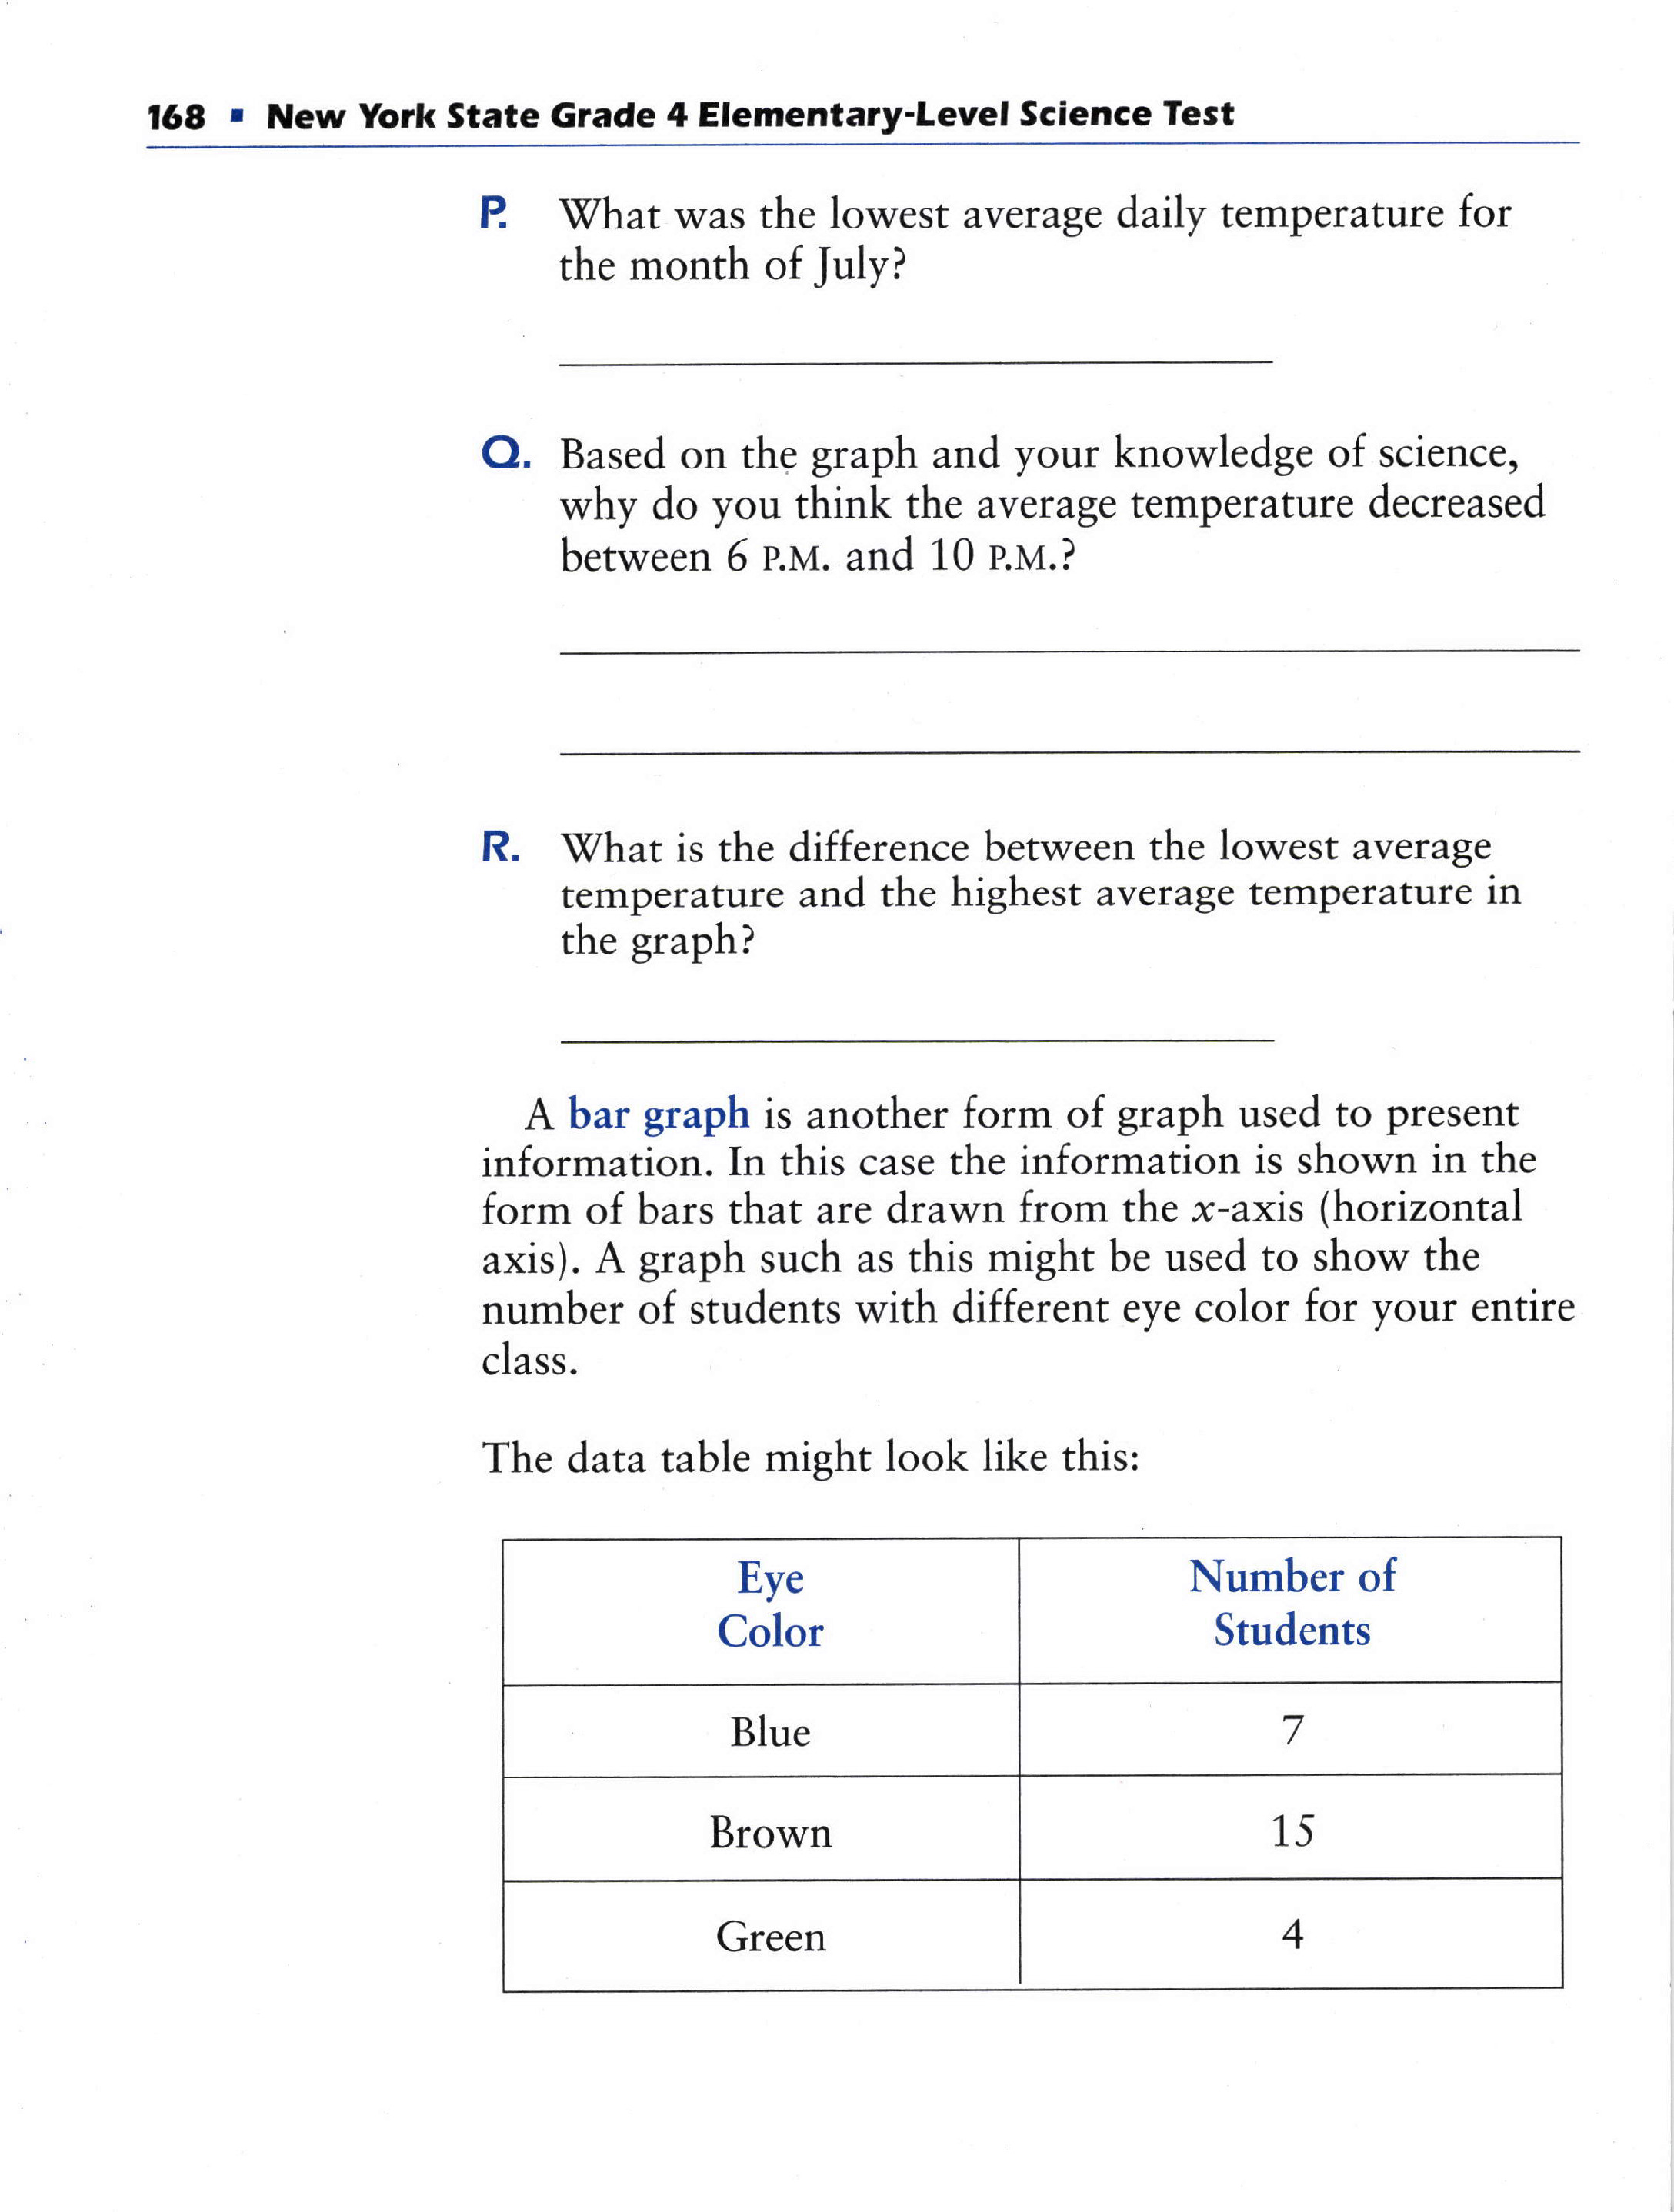 168 ▪ New York State Grade 4 Elementary-Level Science Test
P. What was the lowest average daily temperature for
the month of July?
Q. Based on the graph and your knowledge of science,
why do you think the average temperature decreased
between 6 P.M. and 10 P.M.?
R. What is the difference between the lowest average
temperature and the highest average temperature in
the graph?
A bar graph is another form of graph used to present
information. In this case the information is shown in the
form of bars that are drawn from the x-axis (horizontal
axis). A graph such as this might be used to show the
number of students with different eye color for your entire
class.
The data table might look like this:
Eye Number of
Color Students
Blue 7
Brown 15
Green 4